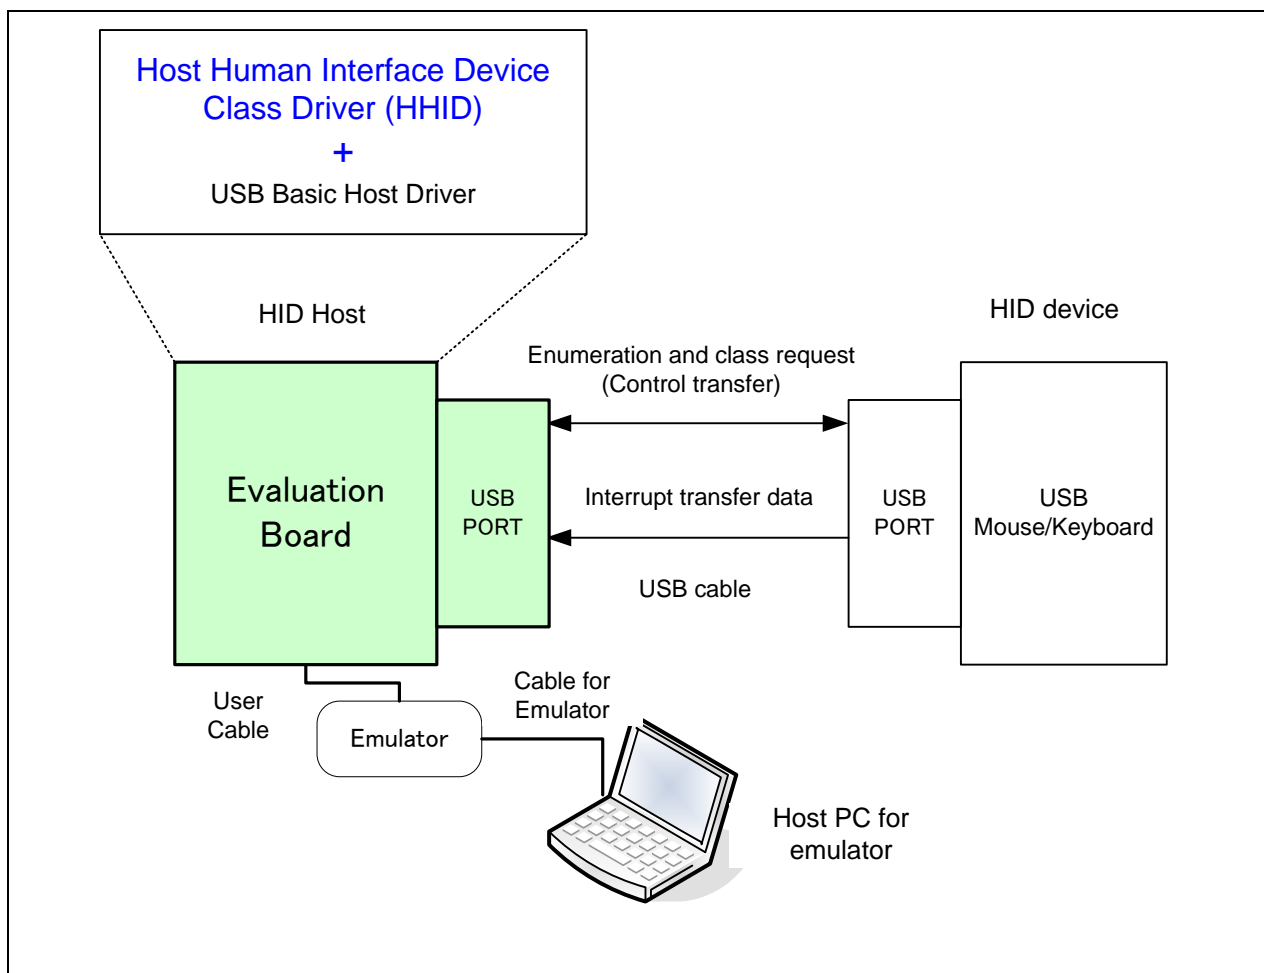 Host Human Interface Device
Class Driver (HHID)
+
USB Basic Host Driver
HID Host
HID device
Enumeration and class request
(Control transfer)
Evaluation
Board
USB
PORT
Interrupt transfer data
USB
PORT
USB
Mouse/Keyboard
USB cable
User
Cable
Cable for
Emulator
Emulator
Host PC for
emulator